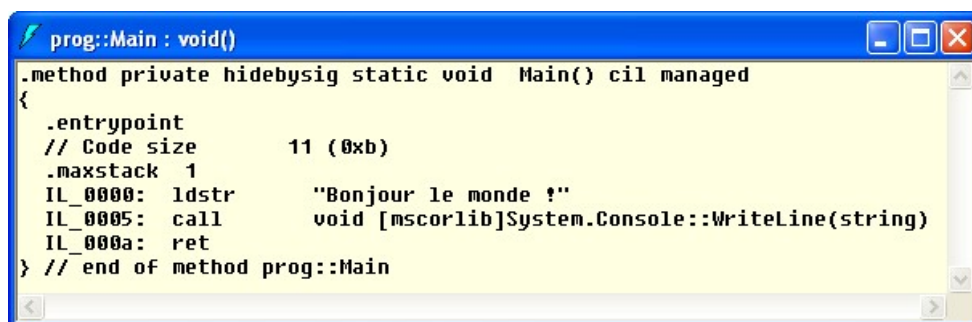 prog::Main : void()
.method private hidebysig static void  Main() cil managed
{
  .entrypoint
  // Code size       11 (0xb)
  .maxstack  1
  IL_0000:  ldstr      "Bonjour le monde !"
  IL_0005:  call       void [mscorlib]System.Console::WriteLine(string)
  IL_000a:  ret
} // end of method prog::Main